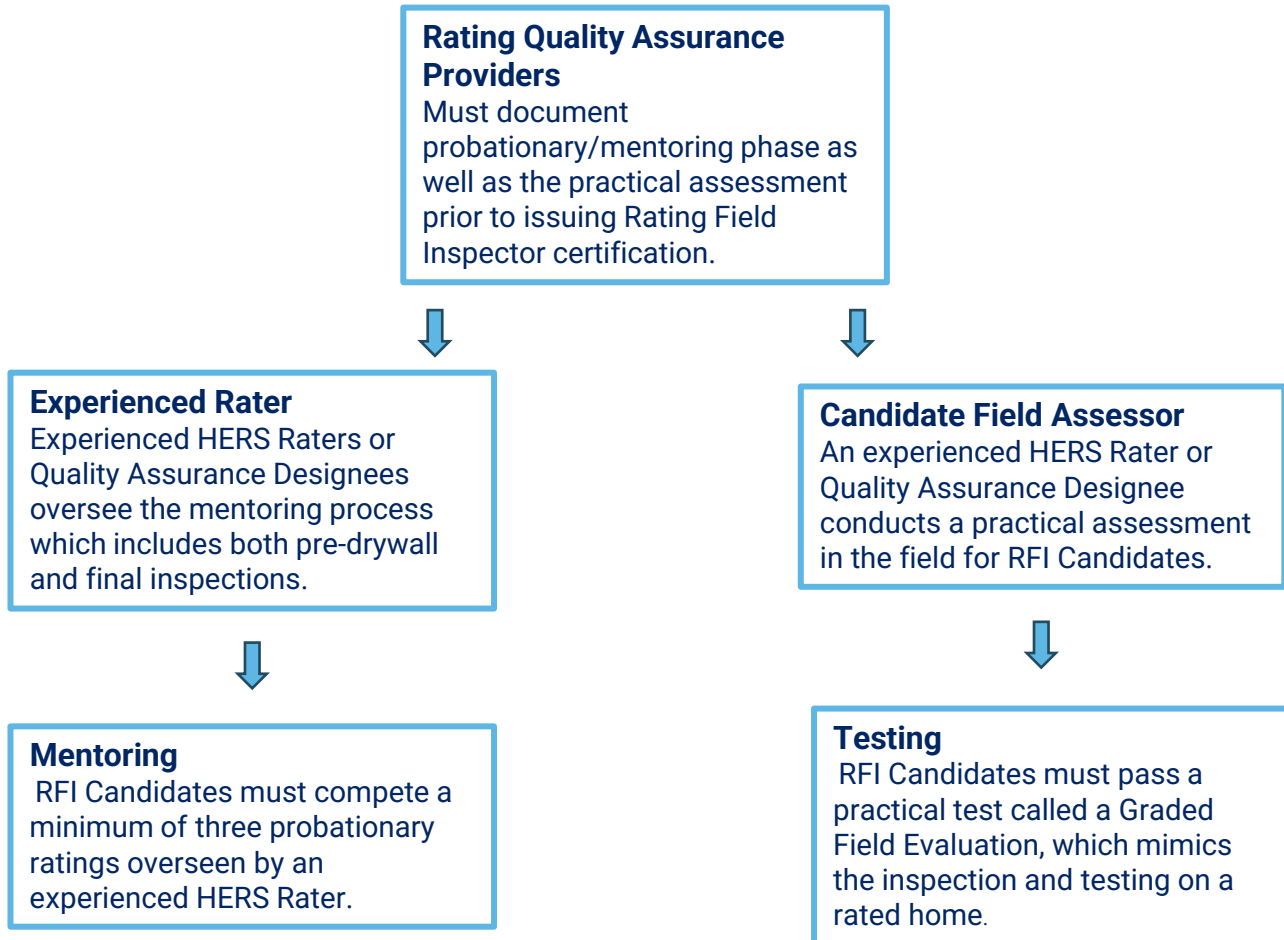 Rating Quality Assurance
Providers
Must document
probationary/mentoring phase as
well as the practical assessment
prior to issuing Rating Field
Inspector certification.
Experienced Rater
Experienced HERS Raters or
Quality Assurance Designees
oversee the mentoring process
which includes both pre-drywall
and final inspections.
Candidate Field Assessor
An experienced HERS Rater or
Quality Assurance Designee
conducts a practical assessment
in the field for RFI Candidates.
Mentoring
RFI Candidates must compete a
minimum of three probationary
ratings overseen by an
experienced HERS Rater.
Testing
RFI Candidates must pass a
practical test called a Graded
Field Evaluation, which mimics
the inspection and testing on a
rated home.